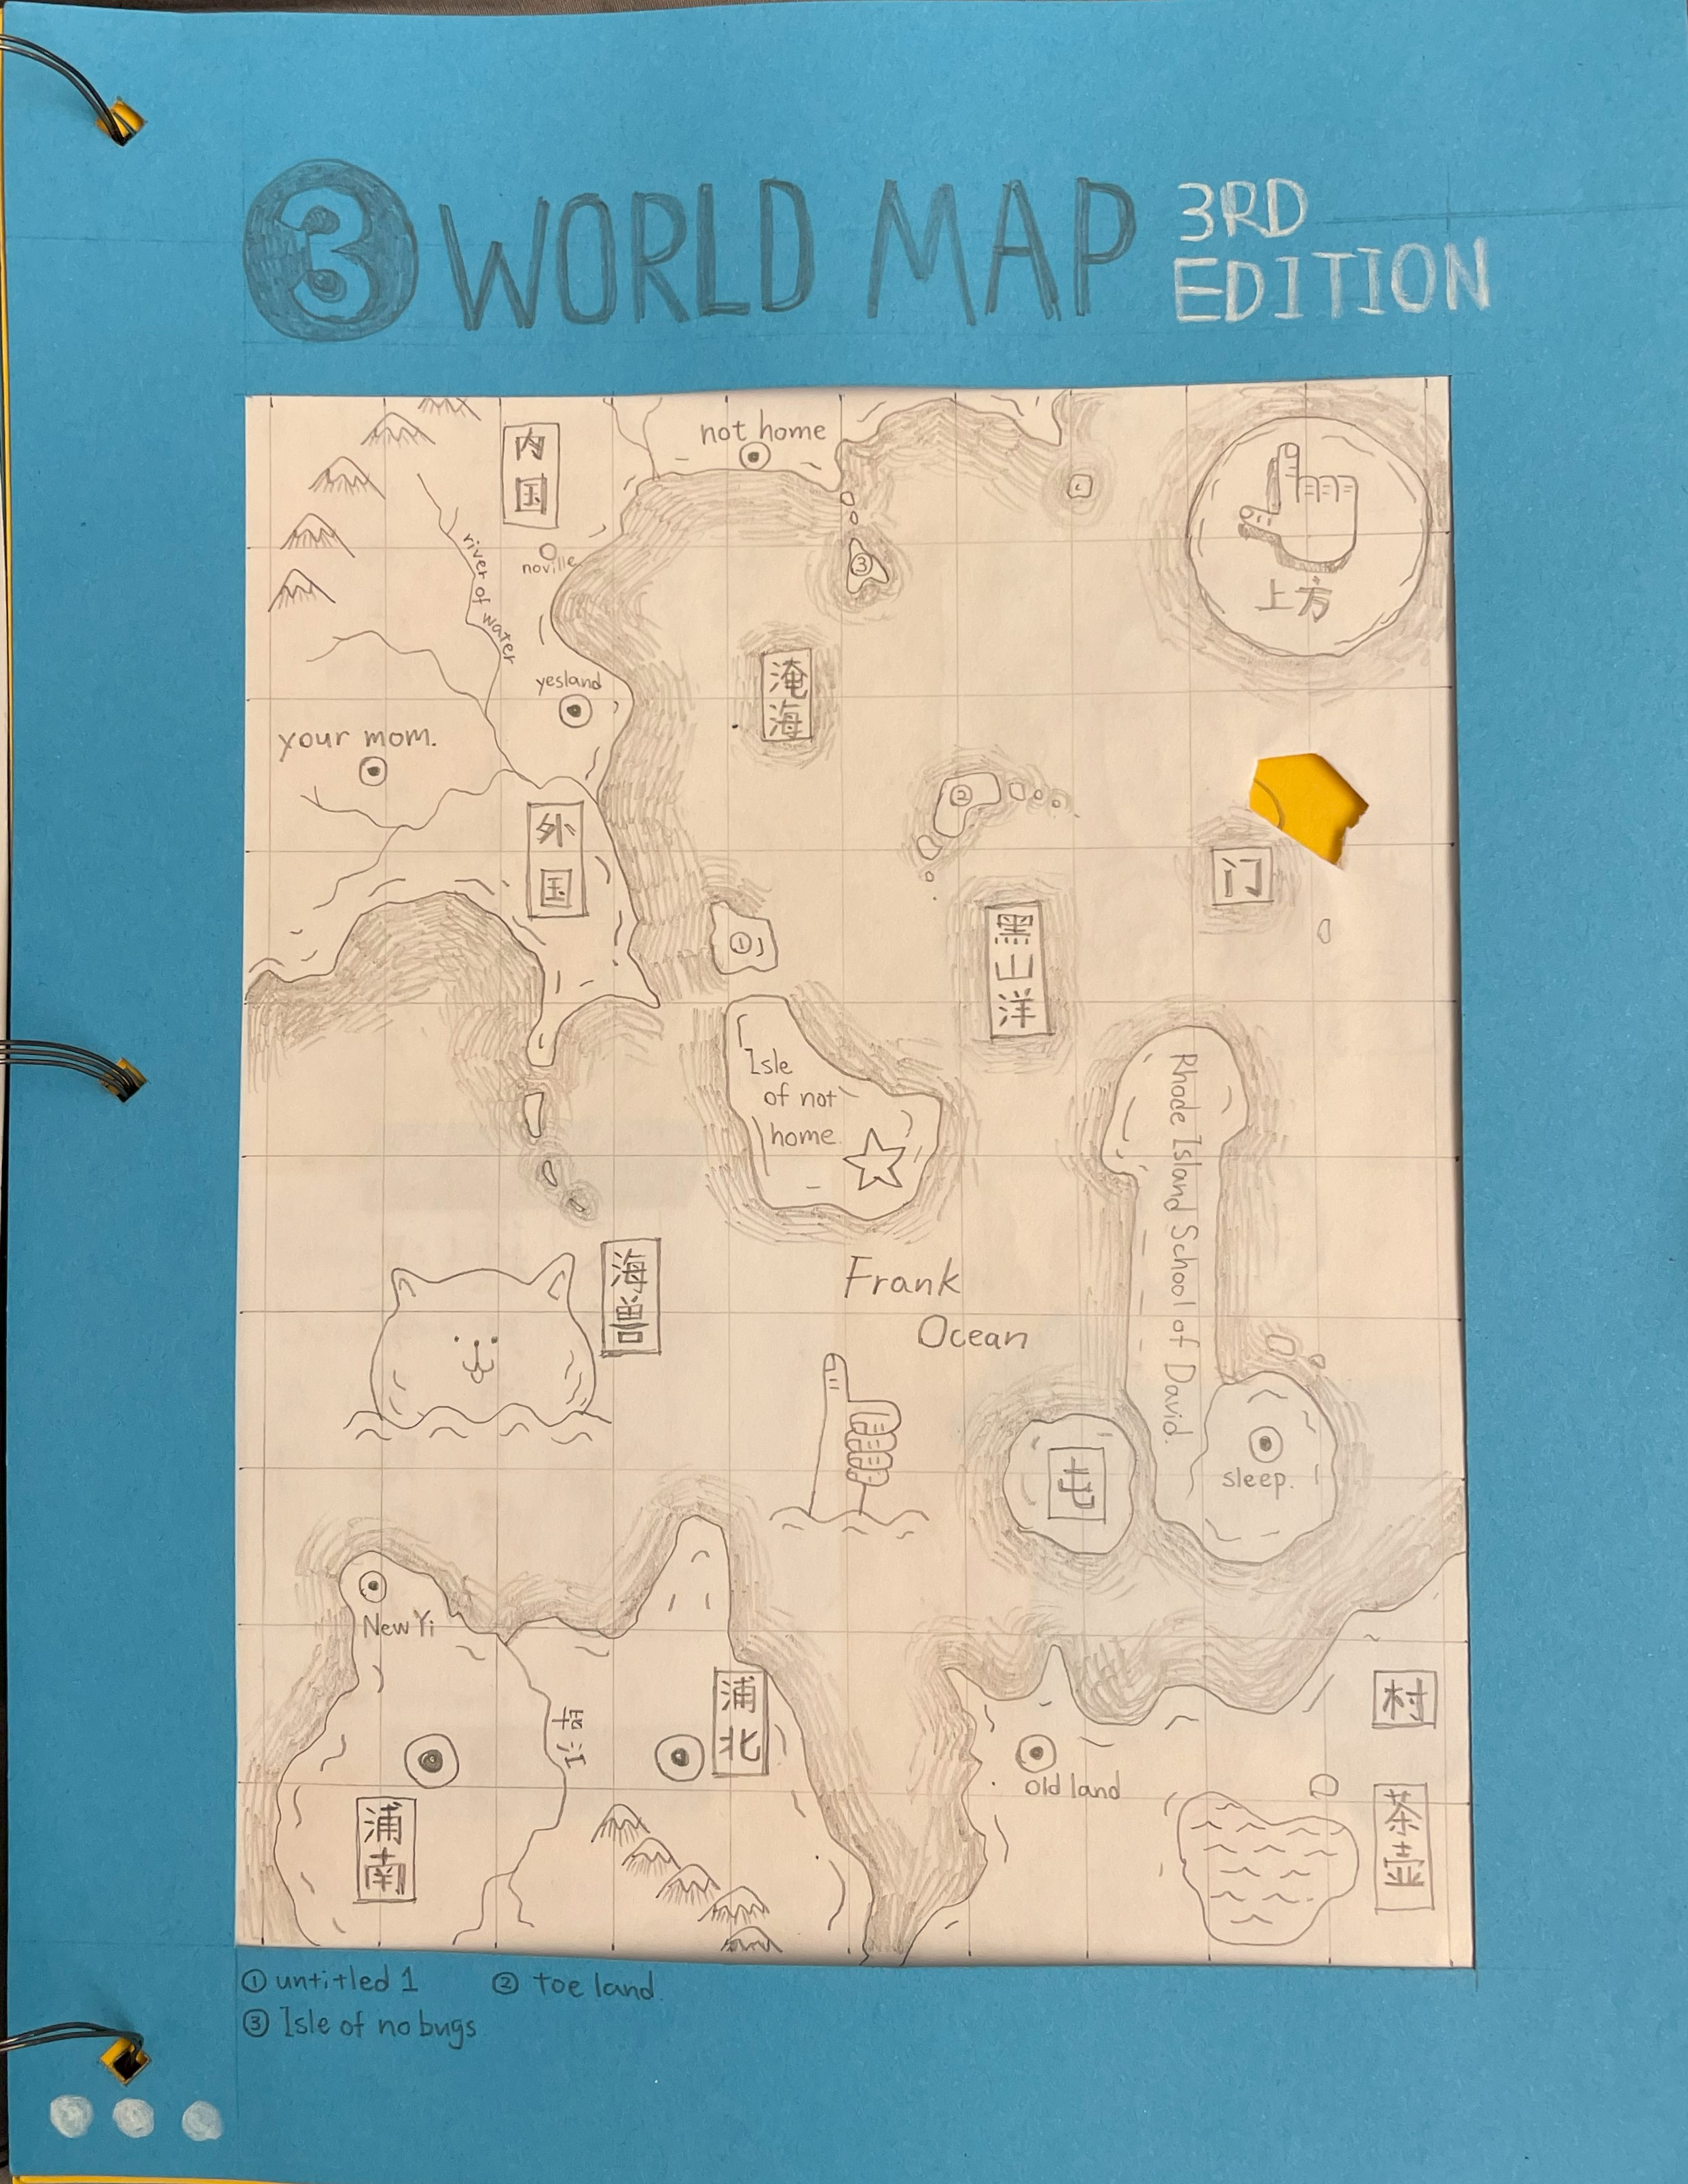 3 WORLD MAP 3RD EDITION
not home
内国
上方
river of water
noville
③
淹海
yesland
your mom.
②
外国
门
①
黑山洋
Isle
of not
home
Rhode Island School of David.
海
Frank
Ocean
屯
sleep.
New Yi
浦北
村
old land
浦南
茶壶
① untitled 1
② toe land
③ Isle of no bugs